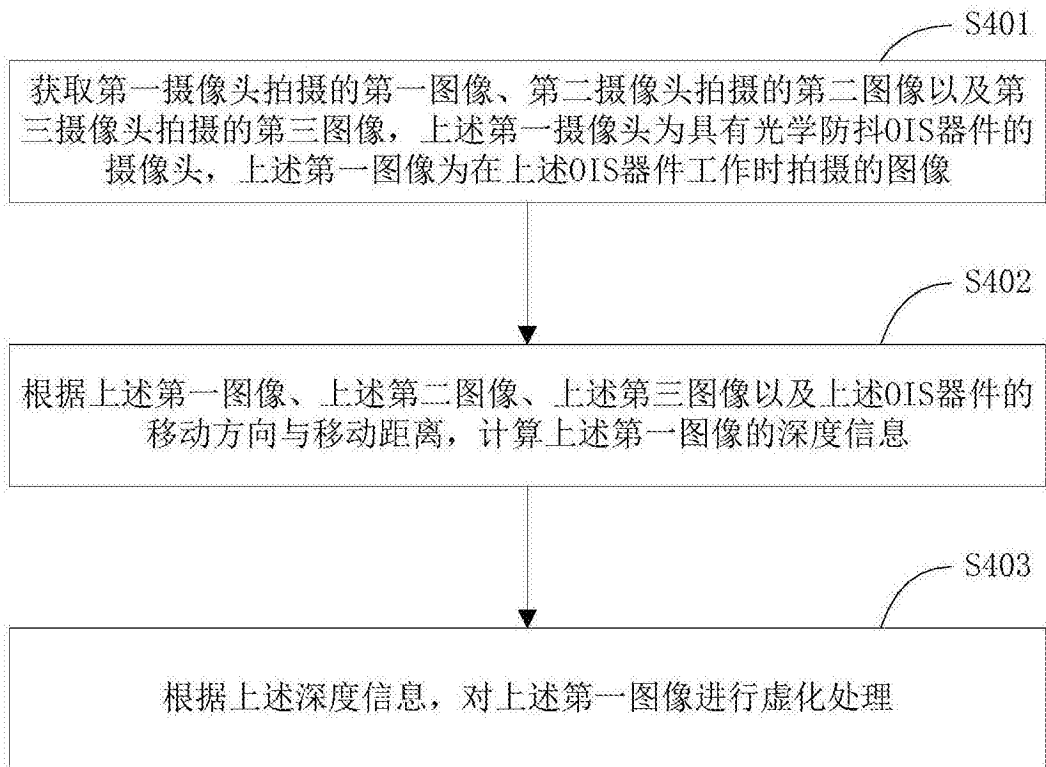 S401
获取第一摄像头拍摄的第一图像、第二摄像头拍摄的第二图像以及第
三摄像头拍摄的第三图像，上述第一摄像头为具有光学防抖OIS器件的
摄像头，上述第一图像为在上述OIS器件工作时拍摄的图像
S402
根据上述第一图像、上述第二图像、上述第三图像以及上述OIS器件的
移动方向与移动距离，计算上述第一图像的深度信息
S403
根据上述深度信息，对上述第一图像进行虚化处理